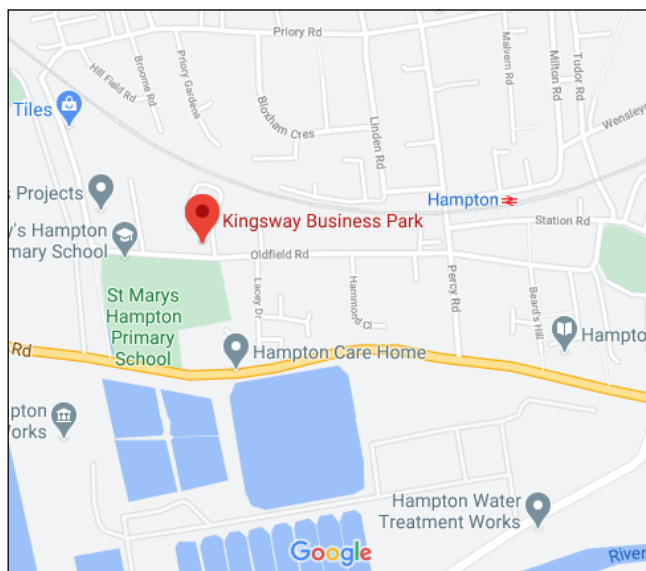 Priory Rd
Hill Field Rd
Broome Rd
Priory Gardens
Bloxham Cres
Linden Rd
Malvern Rd
Milton Rd
Tudor Rd
Wensley
Tiles
s Projects
Hampton
Kingsway Business Park
Station Rd
y's Hampton
mary School
Oldfield Rd
St Marys
Hampton
Primary
School
Lacey Dr.
Hammond Cl
Percy Rd
Beard's Hill
Rd
Hampton Care Home
Hampto
pton
Works
Hampton Water
Treatment Works
Google
River